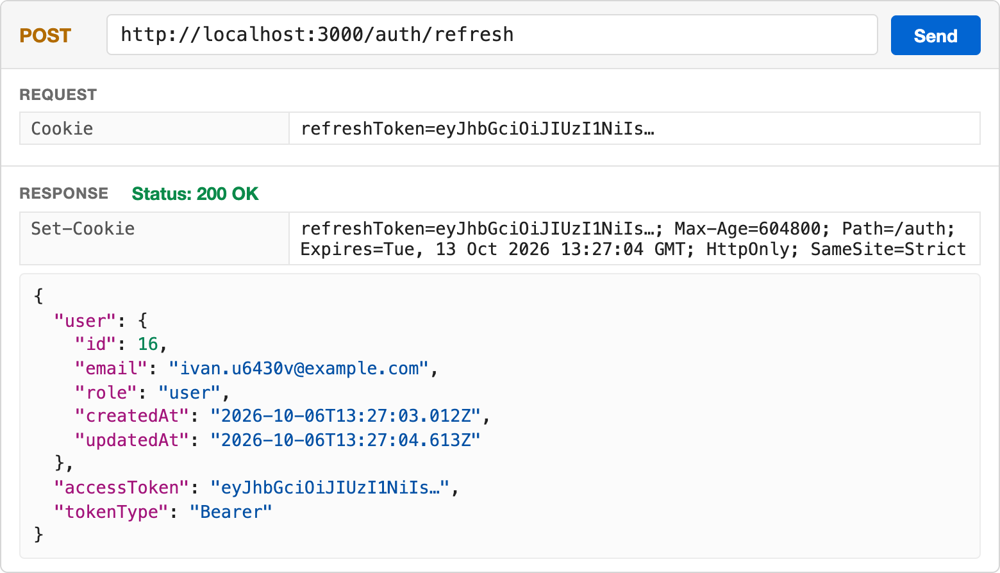 POST http://localhost:3000/auth/refresh Send
REQUEST
Cookie refreshToken=eyJhbGciOiJIUzI1NiIs…
RESPONSE Status: 200 OK
Set-Cookie refreshToken=eyJhbGciOiJIUzI1NiIs…; Max-Age=604800; Path=/auth;
Expires=Tue, 13 Oct 2026 13:27:04 GMT; HttpOnly; SameSite=Strict
{
  "user": {
    "id": 16,
    "email": "ivan.u6430v@example.com",
    "role": "user",
    "createdAt": "2026-10-06T13:27:03.012Z",
    "updatedAt": "2026-10-06T13:27:04.613Z"
  },
  "accessToken": "eyJhbGciOiJIUzI1NiIs…",
  "tokenType": "Bearer"
}